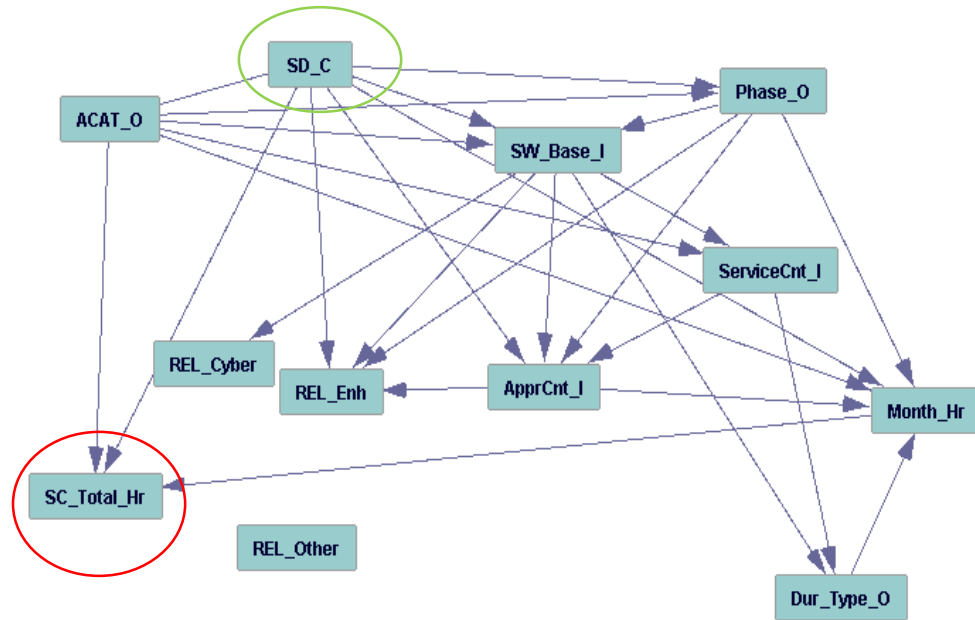 SD_C
Phase_O
ACAT_O
SW_Base_I
ServiceCnt_I
REL_Cyber
REL_Enh
ApprCnt_I
Month_Hr
SC_Total_Hr
REL_Other
Dur_Type_O